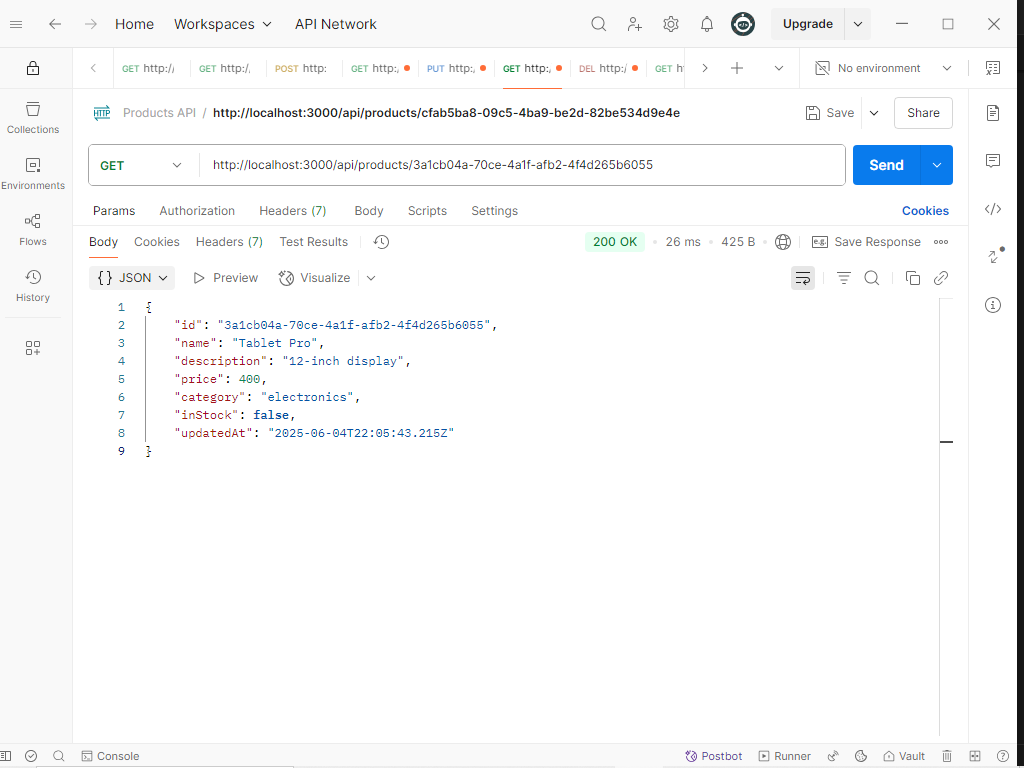 Home Workspaces API Network Upgrade
GET http:/ GET http:/ POST http: GET http:/ PUT http:/ GET http:/ DEL http:/ GET No environment
HTTP Products API / http://localhost:3000/api/products/cfab5ba8-09c5-4ba9-be2d-82be534d9e4e Save Share
GET http://localhost:3000/api/products/3a1cb04a-70ce-4a1f-afb2-4f4d265b6055 Send
Params Authorization Headers (7) Body Scripts Settings Cookies
Body Cookies Headers (7) Test Results 200 OK 26 ms 425 B e.g. Save Response
{} JSON Preview Visualize
1 {
2 "id": "3a1cb04a-70ce-4a1f-afb2-4f4d265b6055",
3 "name": "Tablet Pro",
4 "description": "12-inch display",
5 "price": 400,
6 "category": "electronics",
7 "inStock": false,
8 "updatedAt": "2025-06-04T22:05:43.215Z"
9 }
Collections
Environments
Flows
History
Console Postbot Runner Vault